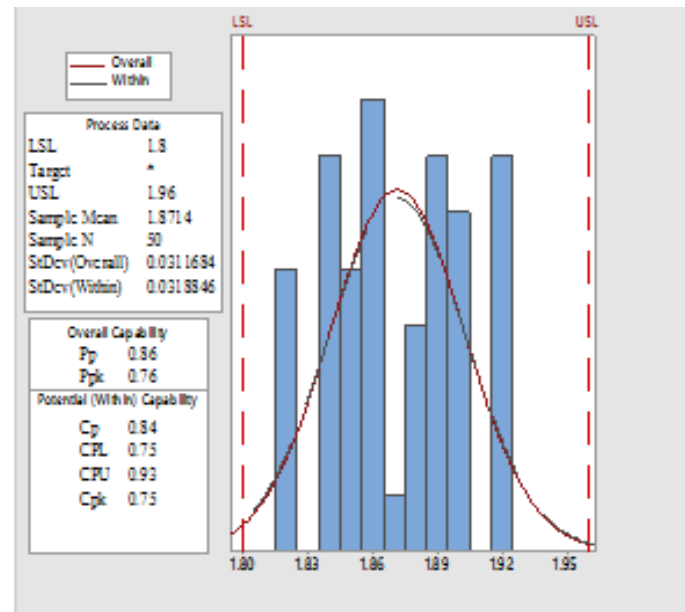 LSL USL
Overall
Within
Process Data
LSL 1.8
Target *
USL 1.96
Sample Mean 1.8714
Sample N 50
StDev(Overall) 0.0311684
StDev(Within) 0.0318846
Overall Capability
Pp 0.86
Ppk 0.76
Potential (Within) Capability
Cp 0.84
CPL 0.75
CPU 0.93
Cpk 0.75
1.80 1.83 1.86 1.89 1.92 1.95